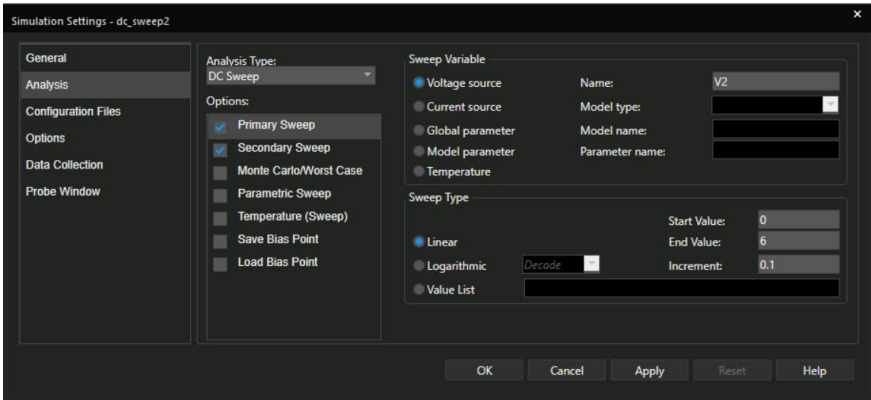 Simulation Settings - dc_sweep2
×
General
Analysis
Configuration Files
Options
Data Collection
Probe Window
Analysis Type:
DC Sweep
Options:
Primary Sweep
Secondary Sweep
Monte Carlo/Worst Case
Parametric Sweep
Temperature (Sweep)
Save Bias Point
Load Bias Point
Sweep Variable
Voltage source
Name: V2
Current source
Model type:
Global parameter
Model name:
Model parameter
Parameter name:
Temperature
Sweep Type
Start Value: 0
Linear
End Value: 6
Logarithmic Decade
Increment: 0.1
Value List
OK Cancel Apply Reset Help